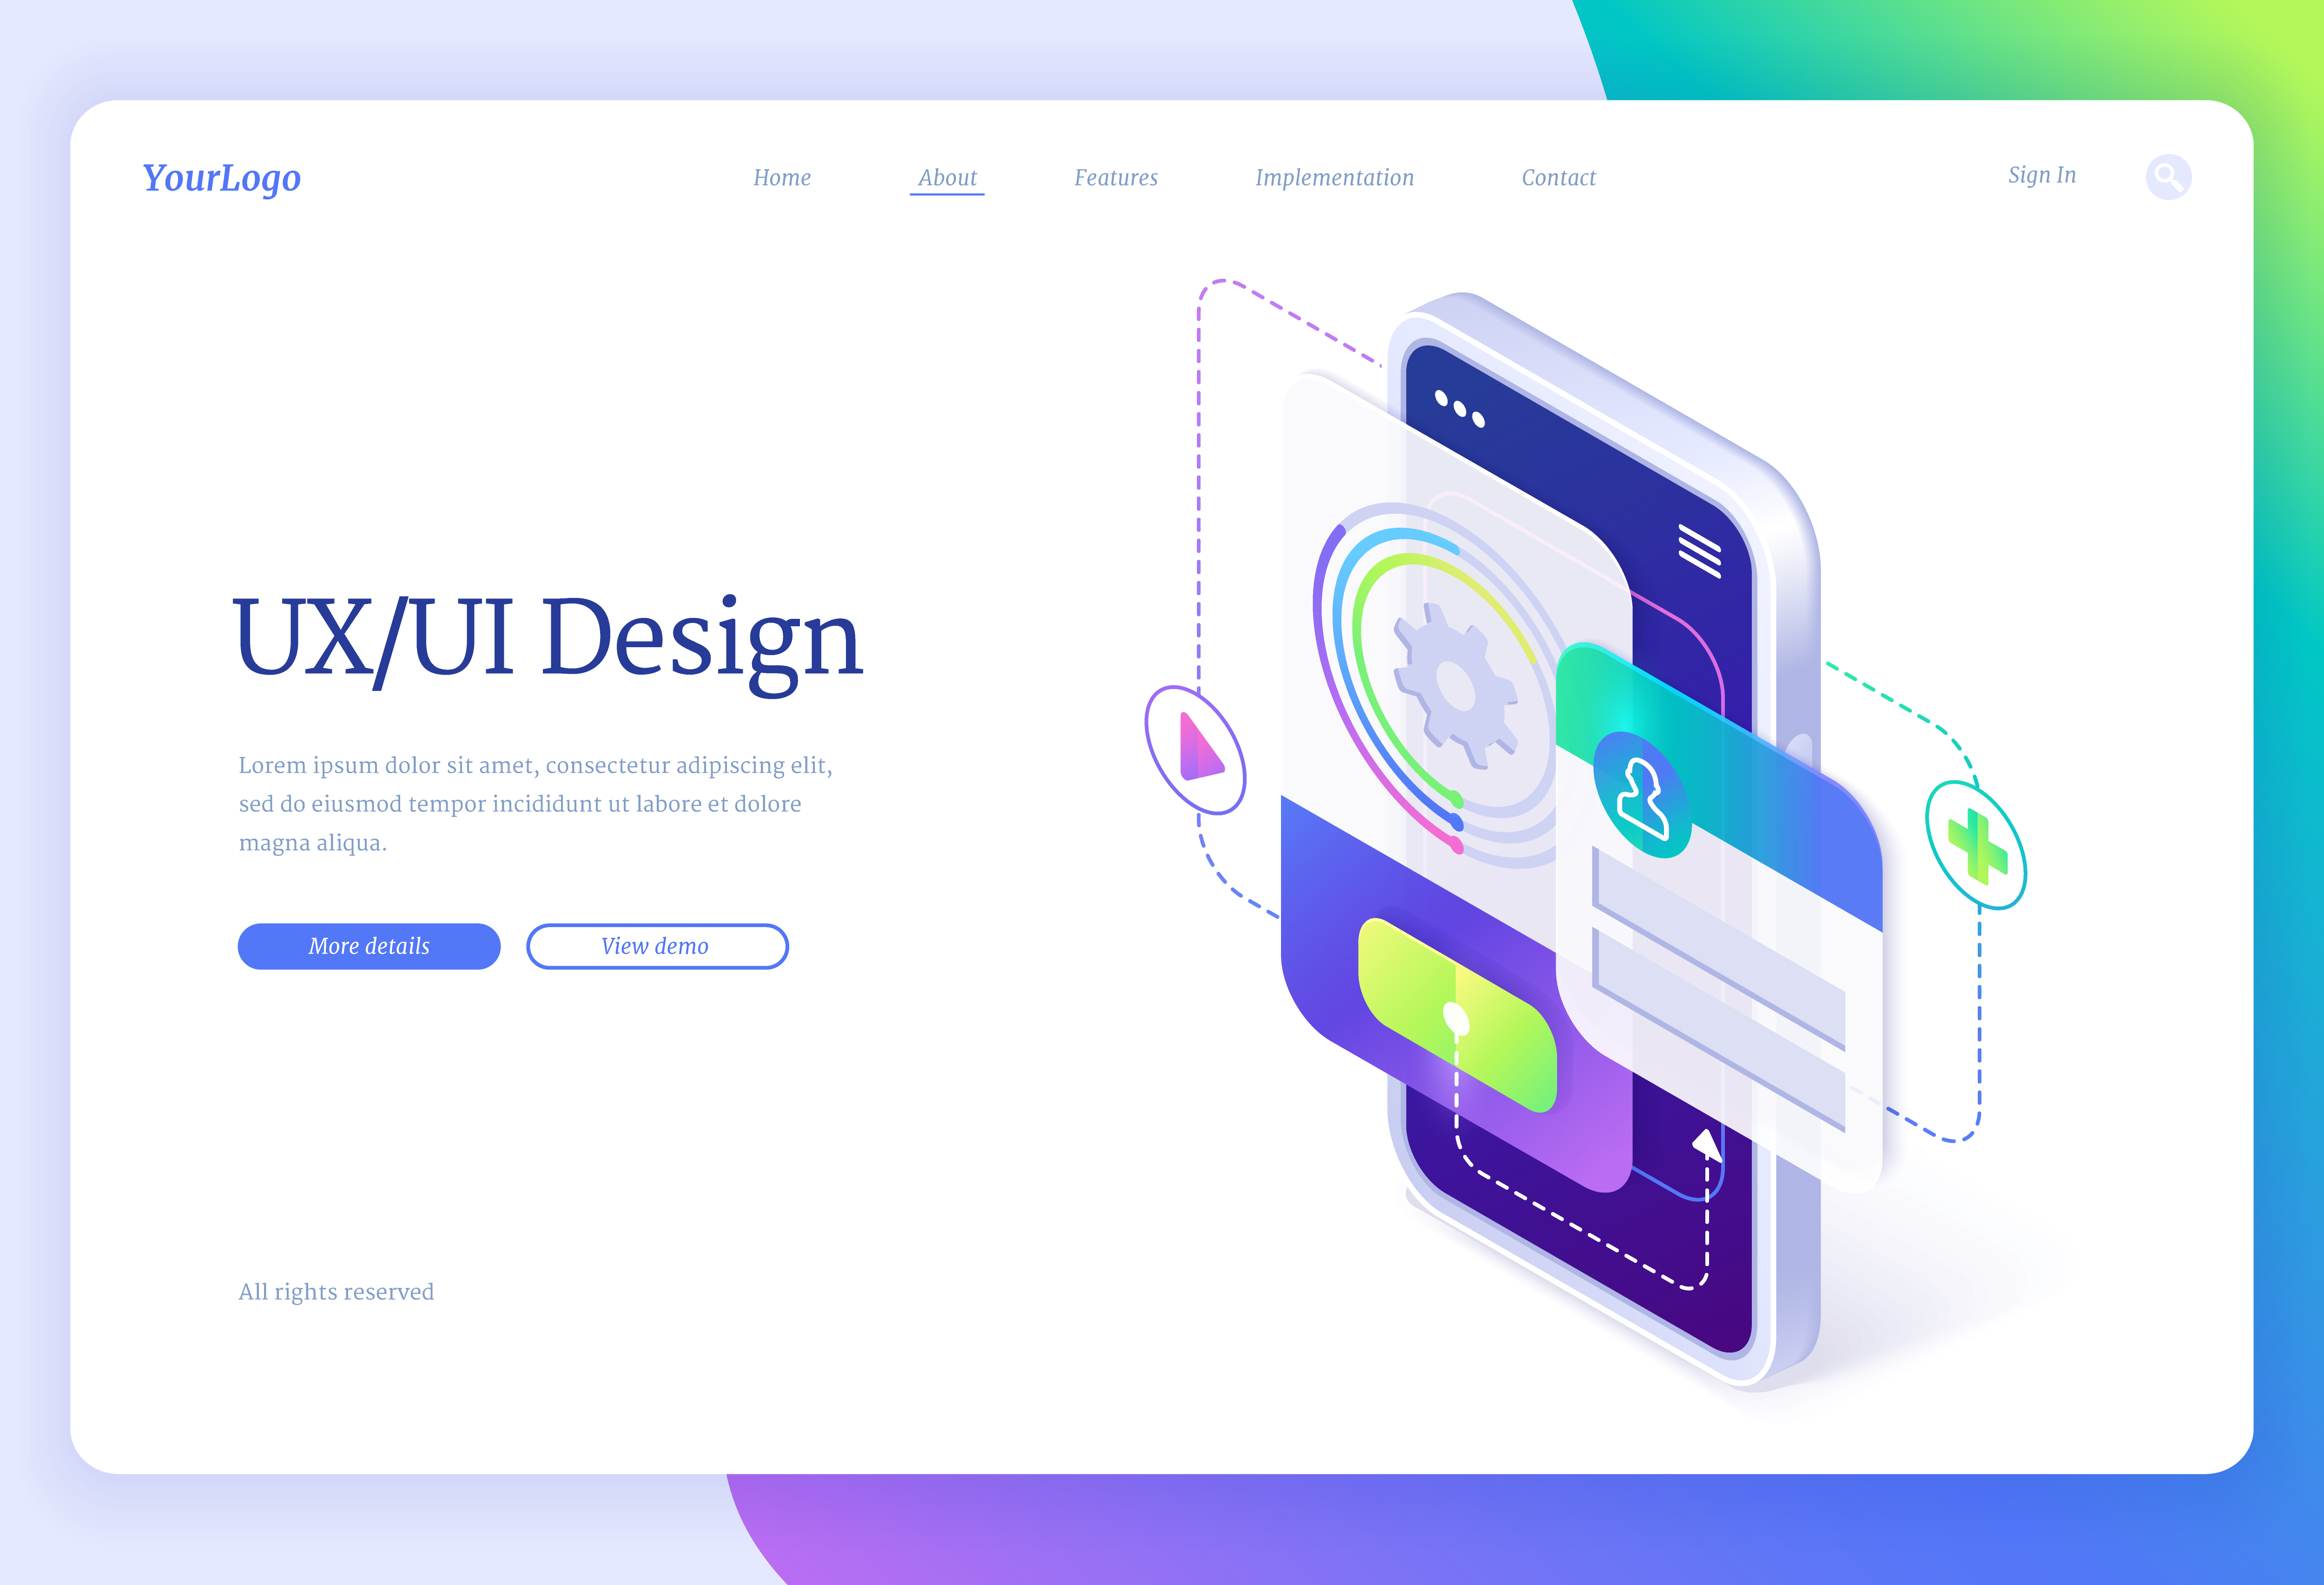 YourLogo
Home About Features Implementation Contact
Sign In
UX/UI Design
Lorem ipsum dolor sit amet, consectetur adipiscing elit,
sed do eiusmod tempor incididunt ut labore et dolore
magna aliqua.
More details
View demo
All rights reserved